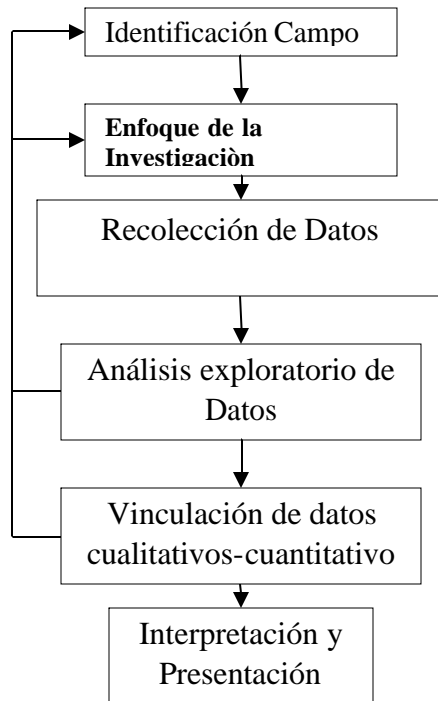 Identificación Campo
Enfoque de la
Investigaciòn
Recolección de Datos
Análisis exploratorio de
Datos
Vinculación de datos
cualitativos-cuantitativo
Interpretación y
Presentación